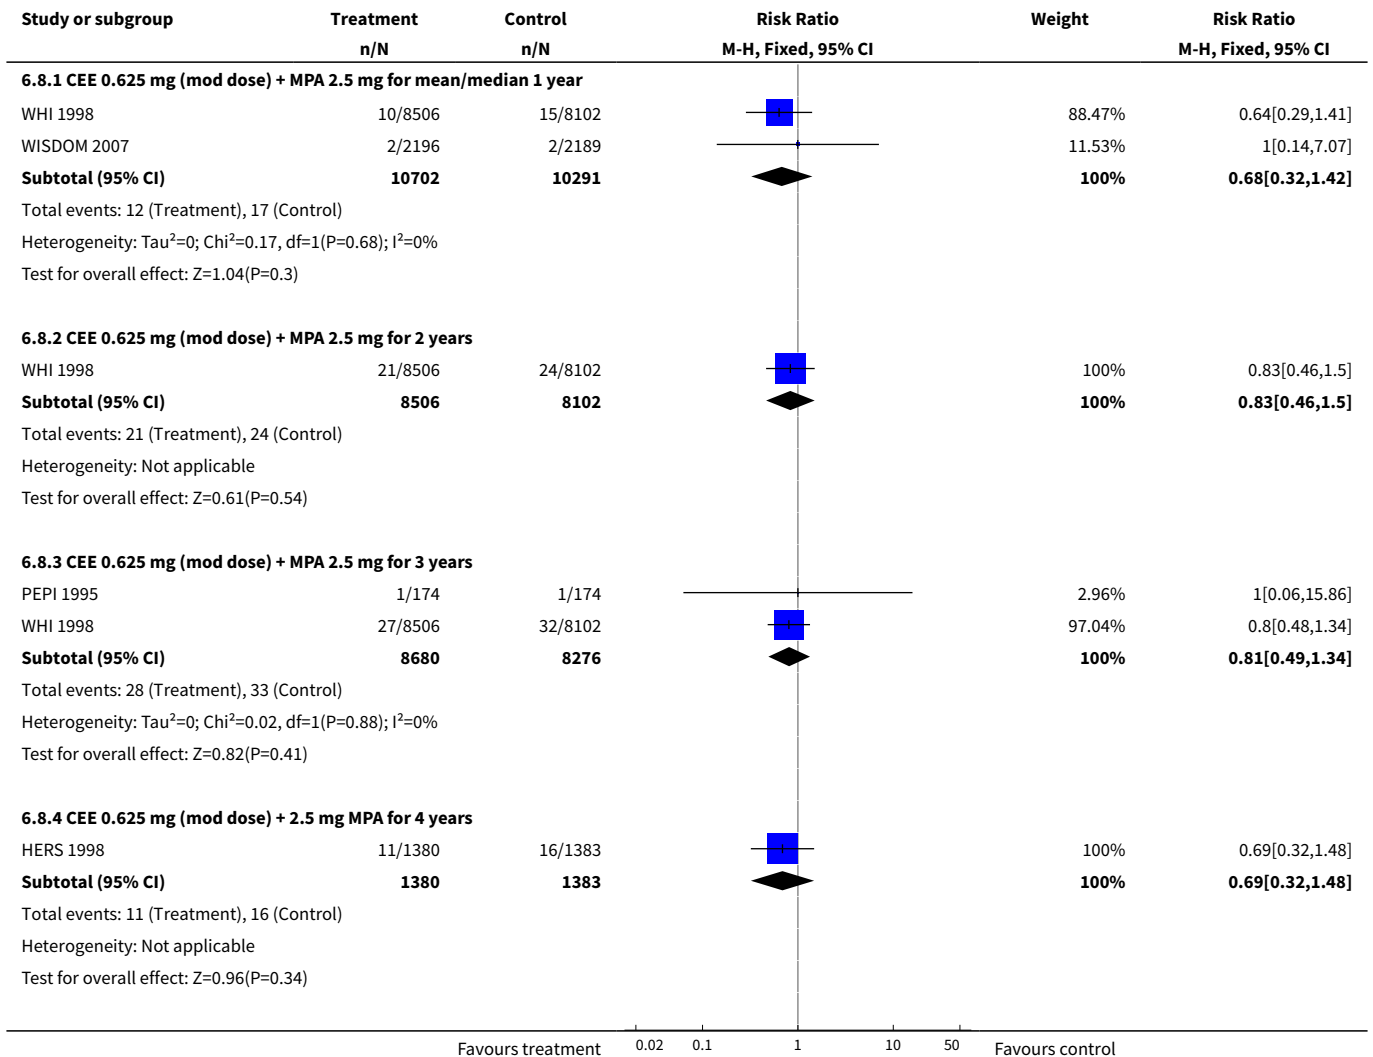 Study or subgroup Treatment Control Risk Ratio Weight Risk Ratio
n/N n/N M-H, Fixed, 95% CI M-H, Fixed, 95% CI
6.8.1 CEE 0.625 mg (mod dose) + MPA 2.5 mg for mean/median 1 year
WHI 1998 10/8506 15/8102 88.47% 0.64[0.29,1.41]
WISDOM 2007 2/2196 2/2189 11.53% 1[0.14,7.07]
Subtotal (95% CI) 10702 10291 100% 0.68[0.32,1.42]
Total events: 12 (Treatment), 17 (Control)
Heterogeneity: Tau²=0; Chi²=0.17, df=1(P=0.68); I²=0%
Test for overall effect: Z=1.04(P=0.3)
6.8.2 CEE 0.625 mg (mod dose) + MPA 2.5 mg for 2 years
WHI 1998 21/8506 24/8102 100% 0.83[0.46,1.5]
Subtotal (95% CI) 8506 8102 100% 0.83[0.46,1.5]
Total events: 21 (Treatment), 24 (Control)
Heterogeneity: Not applicable
Test for overall effect: Z=0.61(P=0.54)
6.8.3 CEE 0.625 mg (mod dose) + MPA 2.5 mg for 3 years
PEPI 1995 1/174 1/174 2.96% 1[0.06,15.86]
WHI 1998 27/8506 32/8102 97.04% 0.8[0.48,1.34]
Subtotal (95% CI) 8680 8276 100% 0.81[0.49,1.34]
Total events: 28 (Treatment), 33 (Control)
Heterogeneity: Tau²=0; Chi²=0.02, df=1(P=0.88); I²=0%
Test for overall effect: Z=0.82(P=0.41)
6.8.4 CEE 0.625 mg (mod dose) + 2.5 mg MPA for 4 years
HERS 1998 11/1380 16/1383 100% 0.69[0.32,1.48]
Subtotal (95% CI) 1380 1383 100% 0.69[0.32,1.48]
Total events: 11 (Treatment), 16 (Control)
Heterogeneity: Not applicable
Test for overall effect: Z=0.96(P=0.34)
Favours treatment 0.02 0.1 1 10 50 Favours control